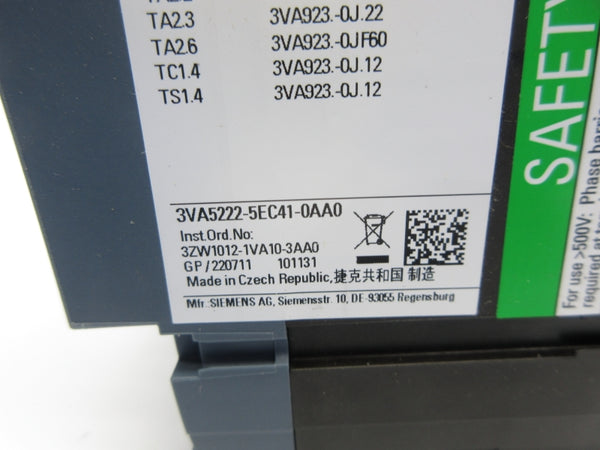 TA2.3 3VA923.-0J.22
TA2.6 3VA923.-0JF60
TC1.4 3VA923.-0J.12
TS1.4 3VA923.-0J.12
3VA5222-5EC41-0AA0
Inst.Ord.No:
3ZW1012-1VA10-3AA0
GP/220711 101131
Made in Czech Republic,捷克共和国 制造
Mfr. SIEMENS AG, Siemensstr. 10, DE-93055 Regensburg
SAFETY
For use >500V: Phase
required at